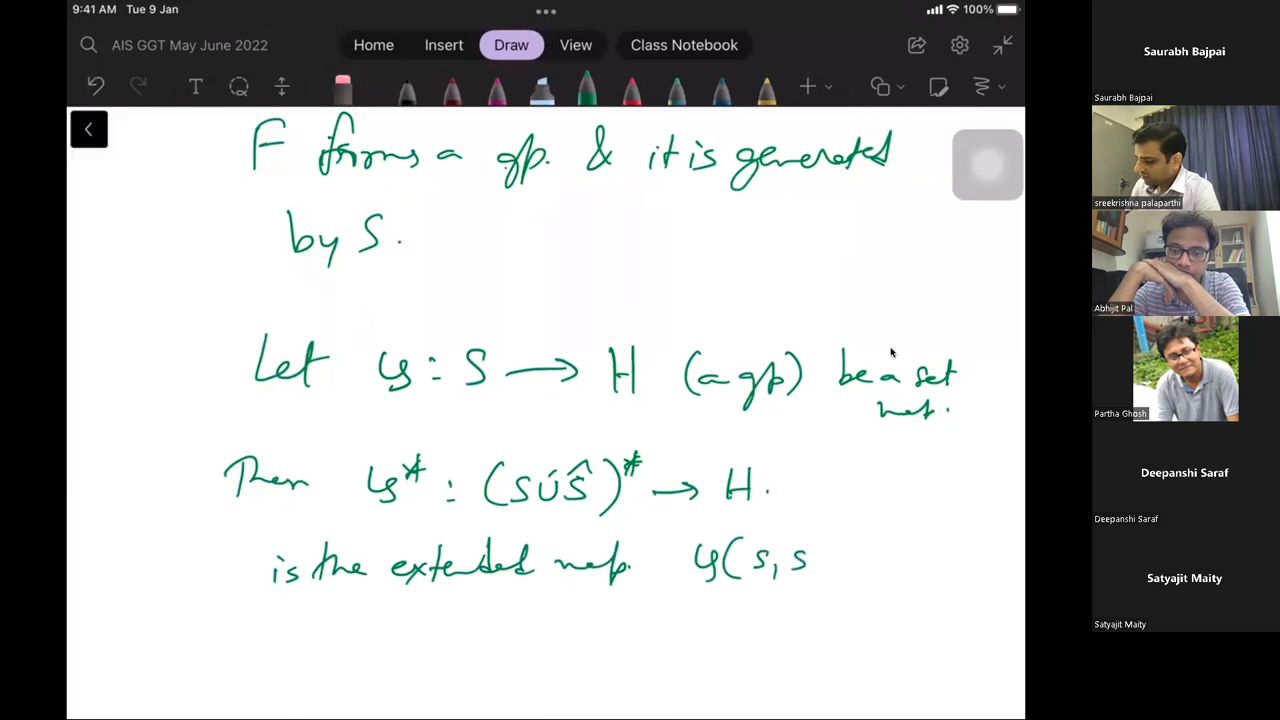 9:41 AM Tue 9 Jan
100%
AIS GGT May June 2022
Home Insert Draw View Class Notebook
F forms a gp. & it is generated
by S.
Let φ : S → H (a gp) be a set
map.
Then φ* : (S ∪̇ Ŝ)* → H.
is the extended map. φ(s, s
Saurabh Bajpai
Saurabh Bajpai
sreekrishna palaparthi
Abhijit Pal
Partha Ghosh
Deepanshi Saraf
Deepanshi Saraf
Satyajit Maity
Satyajit Maity